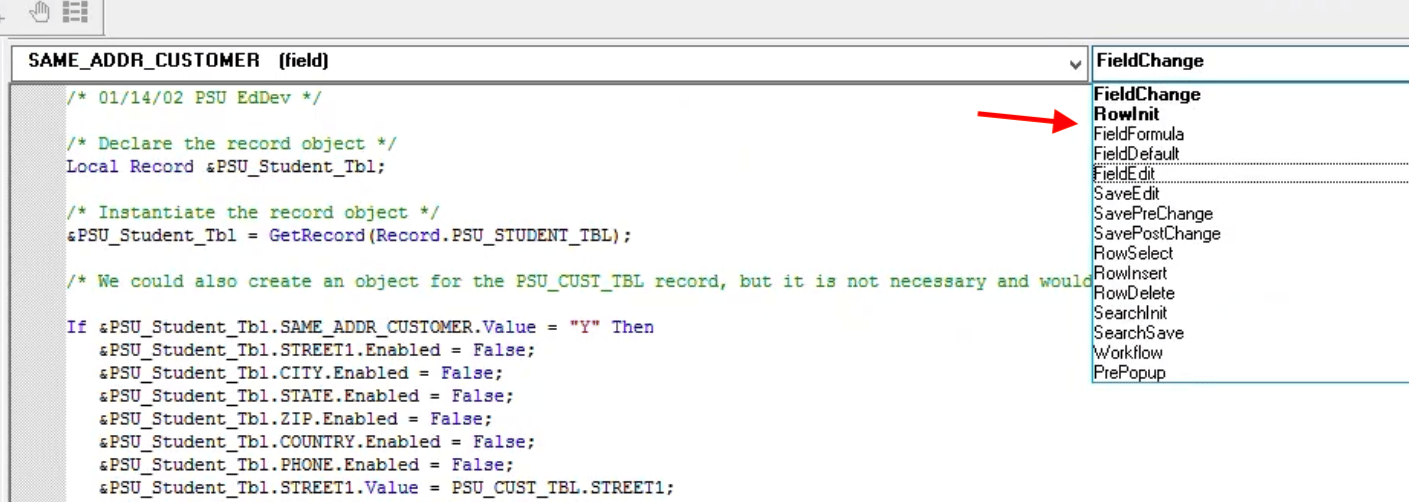 SAME_ADDR_CUSTOMER (field)
FieldChange
/* 01/14/02 PSU EdDev */
/* Declare the record object */
Local Record &PSU_Student_Tbl;
/* Instantiate the record object */
&PSU_Student_Tbl = GetRecord(Record.PSU_STUDENT_TBL);
/* We could also create an object for the PSU_CUST_TBL record, but it is not necessary and would
If &PSU_Student_Tbl.SAME_ADDR_CUSTOMER.Value = "Y" Then
&PSU_Student_Tbl.STREET1.Enabled = False;
&PSU_Student_Tbl.CITY.Enabled = False;
&PSU_Student_Tbl.STATE.Enabled = False;
&PSU_Student_Tbl.ZIP.Enabled = False;
&PSU_Student_Tbl.COUNTRY.Enabled = False;
&PSU_Student_Tbl.PHONE.Enabled = False;
&PSU_Student_Tbl.STREET1.Value = PSU_CUST_TBL.STREET1;
FieldChange
RowInit
FieldFormula
FieldDefault
FieldEdit
SaveEdit
SavePreChange
SavePostChange
RowSelect
RowInsert
RowDelete
SearchInit
SearchSave
Workflow
PrePopup